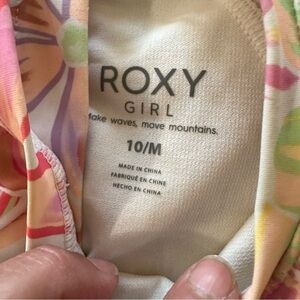 ROXY
GIRL
Make waves, move mountains.
10/M
MADE IN CHINA
FABRIQUÉ EN CHINE
HECHO EN CHINA